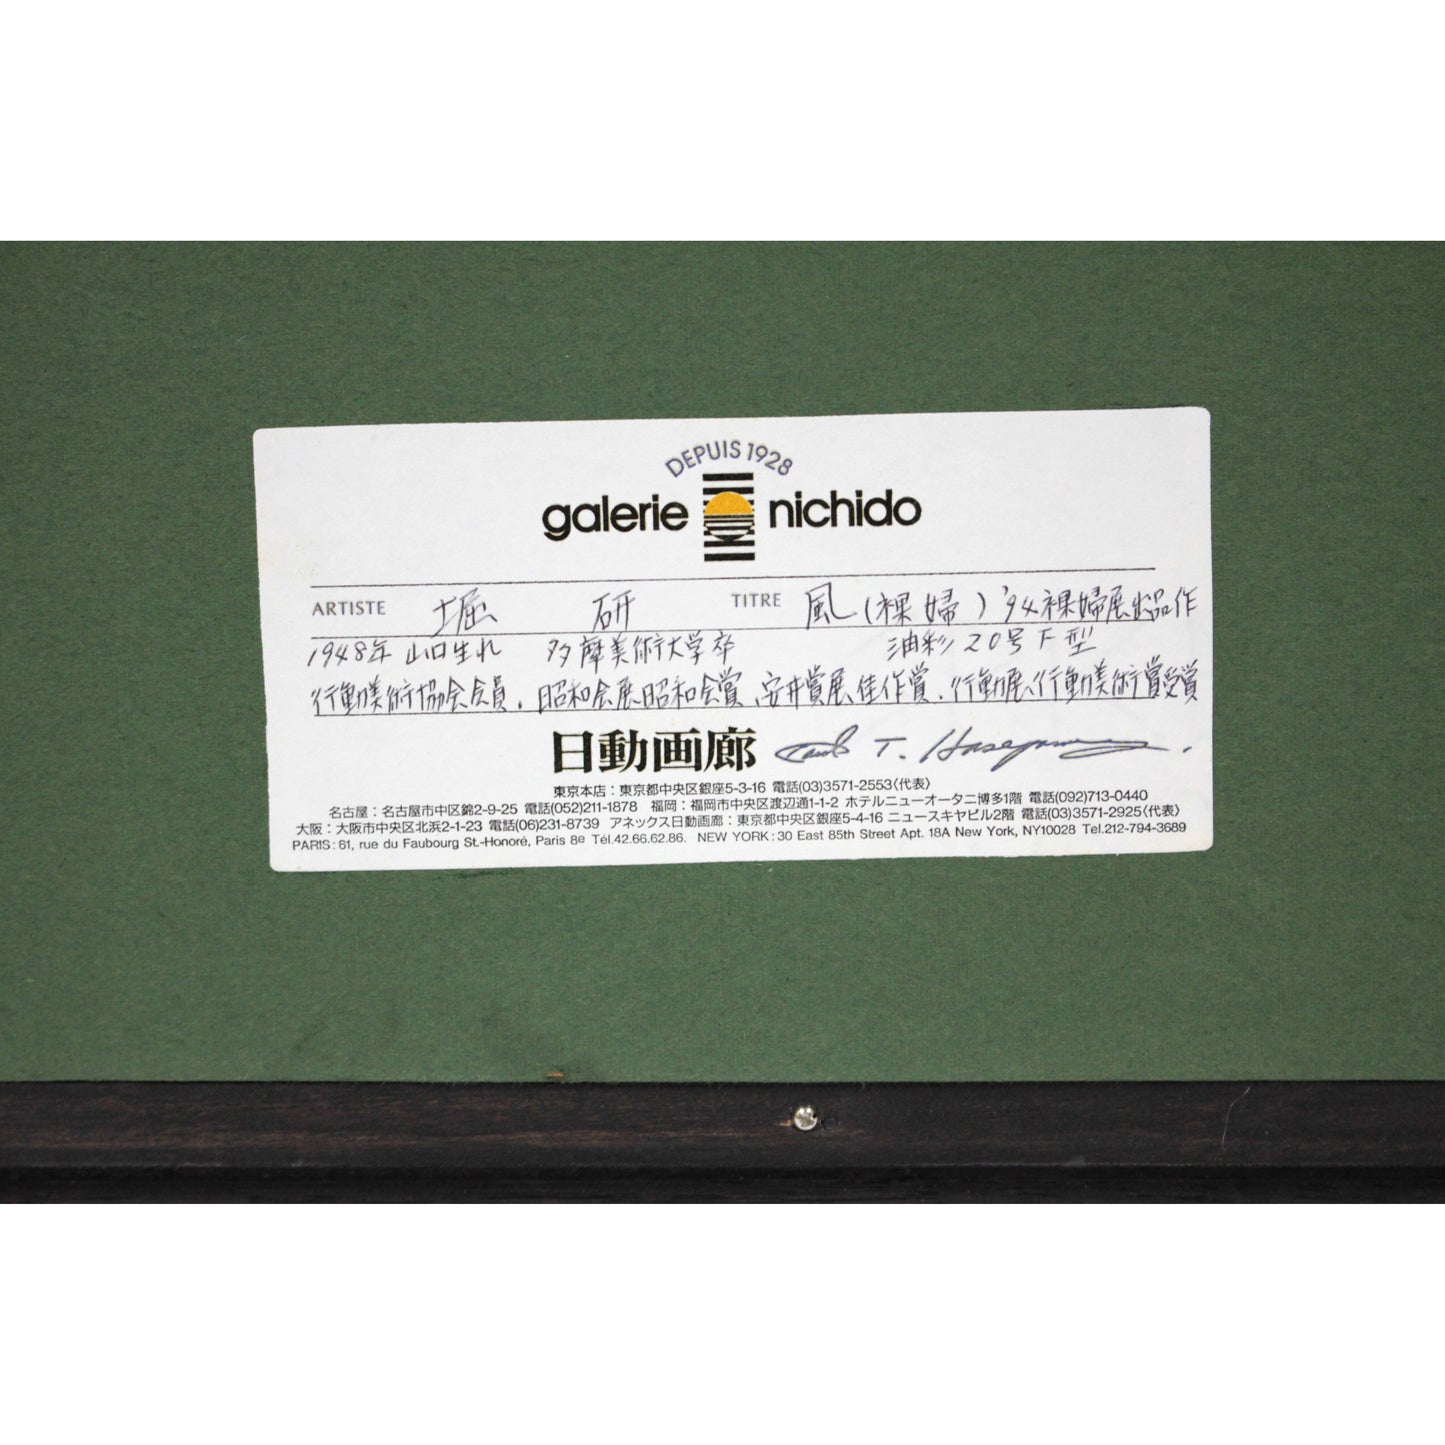 DEPUIS 1928
galerie nichido
ARTISTE 堀 研 TITRE 風(裸婦) '94裸婦展出品作
1948年 山口生れ 多摩美術大学卒 油彩 20号F型
行動美術協会会員、昭和会展昭和会賞、安井賞展佳作賞、行動展、行動美術賞受賞
日動画廊 T. Hasegawa
東京本店：東京都中央区銀座5-3-16 電話(03)3571-2553〈代表〉
名古屋：名古屋市中区錦2-9-25 電話(052)211-1878 福岡：福岡市中央区渡辺通1-1-2 ホテルニューオータニ博多1階 電話(092)713-0440
大阪：大阪市中央区北浜2-1-23 電話(06)231-8739 アネックス日動画廊：東京都中央区銀座5-4-16 ニュースキヤビル2階 電話(03)3571-2925〈代表〉
PARIS: 61, rue du Faubourg St.-Honoré, Paris 8e Tél.42.66.62.86. NEW YORK: 30 East 85th Street Apt. 18A New York, NY10028 Tel.212-794-3689